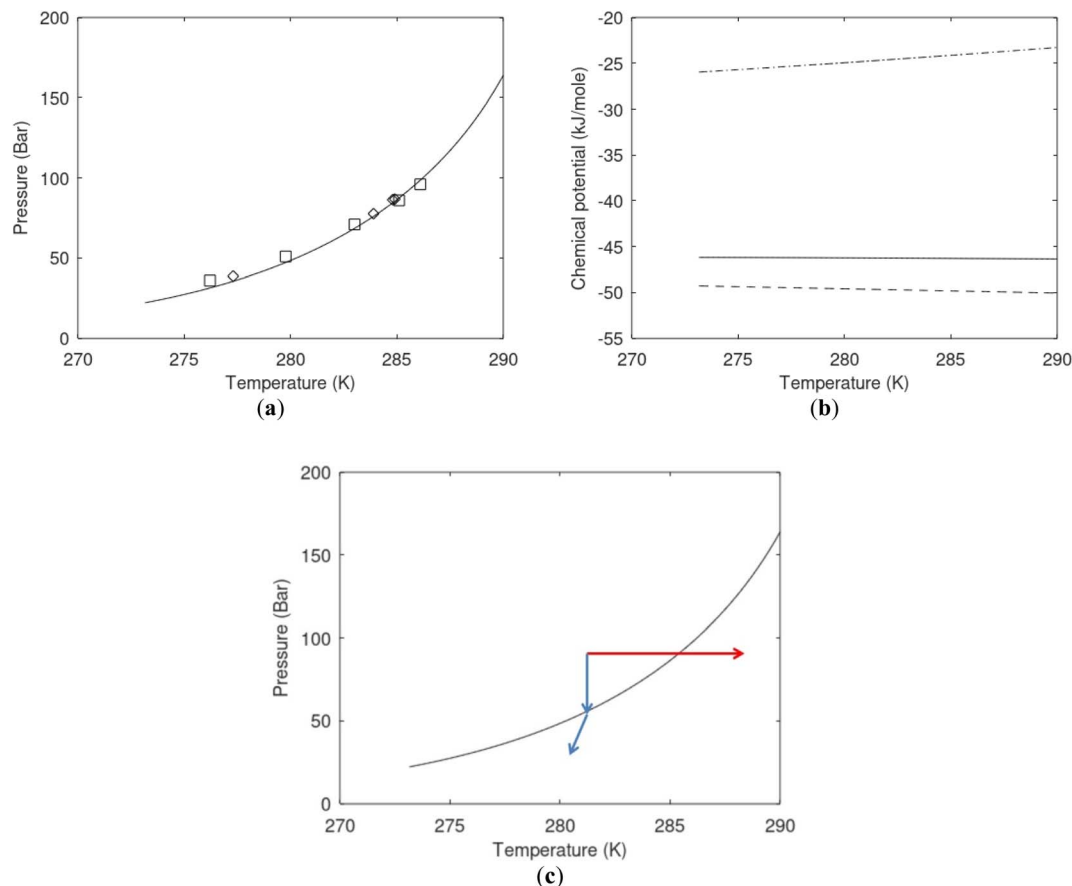 200
150
100
50
0
Pressure (Bar)
270 275 280 285 290
Temperature (K)
(a)
-20
-25
-30
-35
-40
-45
-50
-55
Chemical potential (kJ/mole)
270 275 280 285 290
Temperature (K)
(b)
200
150
100
50
0
Pressure (Bar)
270 275 280 285 290
Temperature (K)
(c)